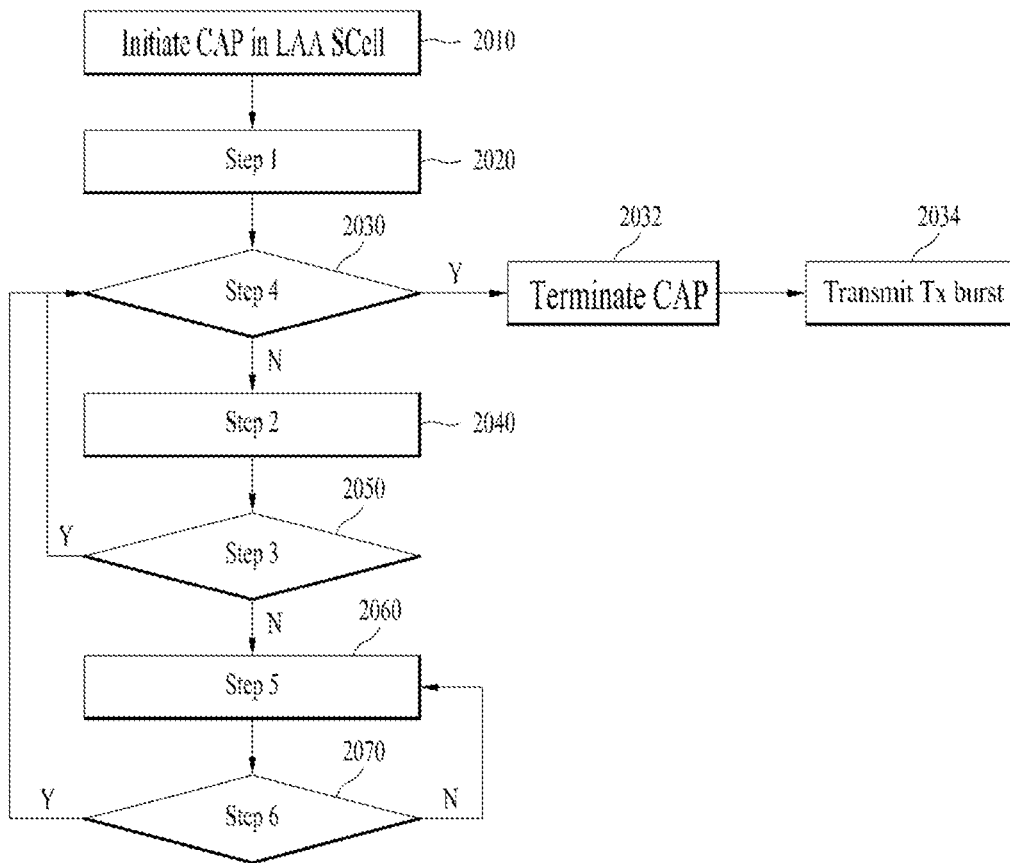 Initiate CAP in LAA SCell
2010
Step 1
2020
2030
Step 4
Y
2032
Terminate CAP
2034
Transmit Tx burst
N
Step 2
2040
2050
Y
Step 3
N
2060
Step 5
2070
Y
Step 6
N